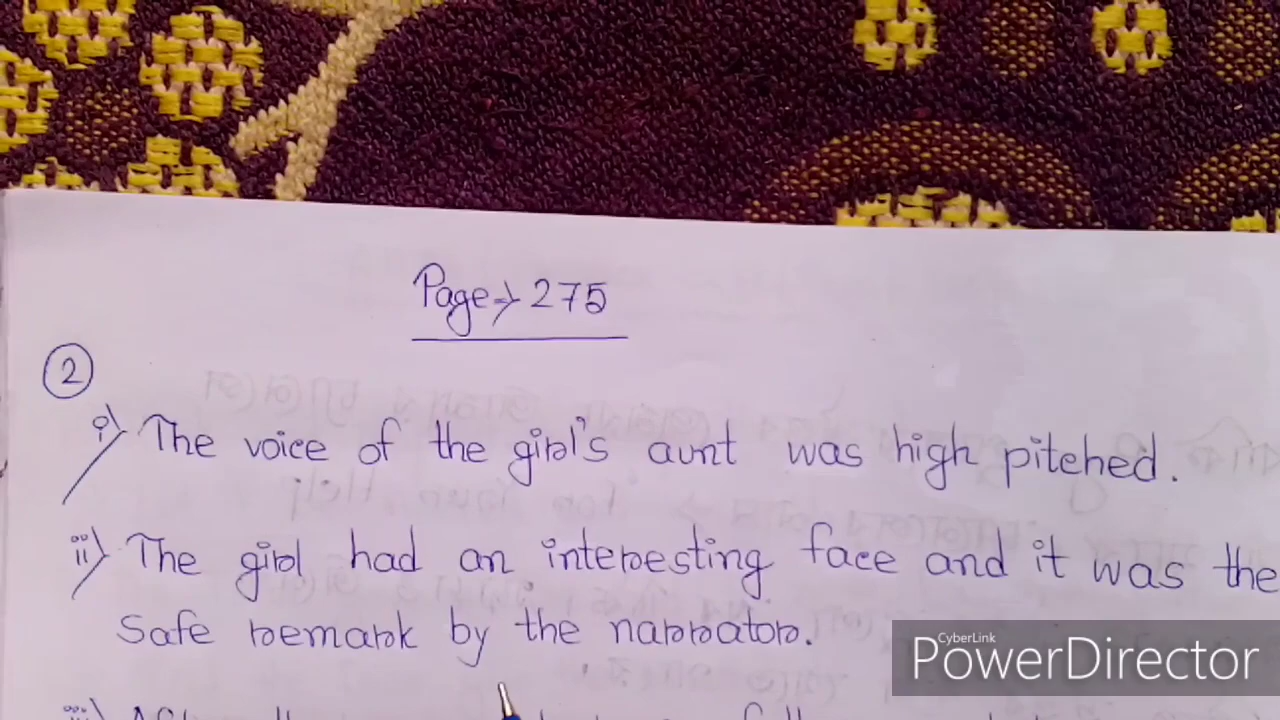 Page → 275
2
i) The voice of the girl's aunt was high pitched.
ii) The girl had an interesting face and it was the
Safe remark by the narrator.
iii)
CyberLink
PowerDirector